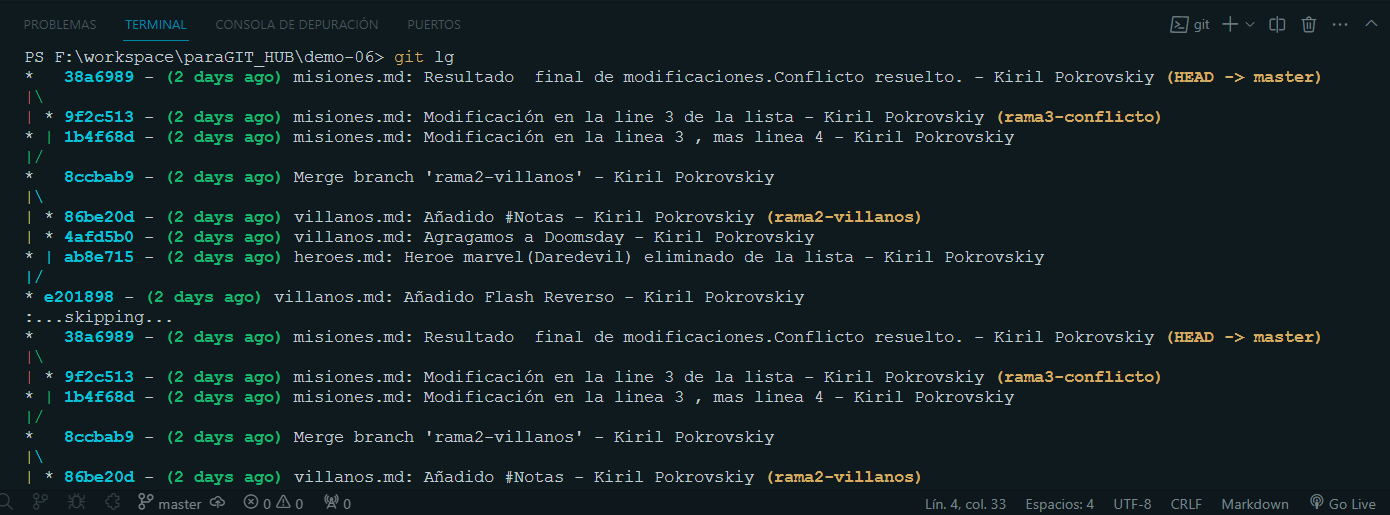 PROBLEMAS TERMINAL CONSOLA DE DEPURACIÓN PUERTOS git
PS F:\workspace\paraGIT_HUB\demo-06> git lg
*   38a6989 - (2 days ago) misiones.md: Resultado  final de modificaciones.Conflicto resuelto. - Kiril Pokrovskiy (HEAD -> master)
|\
| * 9f2c513 - (2 days ago) misiones.md: Modificación en la line 3 de la lista - Kiril Pokrovskiy (rama3-conflicto)
* | 1b4f68d - (2 days ago) misiones.md: Modificación en la linea 3 , mas linea 4 - Kiril Pokrovskiy
|/
*   8ccbab9 - (2 days ago) Merge branch 'rama2-villanos' - Kiril Pokrovskiy
|\
| * 86be20d - (2 days ago) villanos.md: Añadido #Notas - Kiril Pokrovskiy (rama2-villanos)
| * 4afd5b0 - (2 days ago) villanos.md: Agragamos a Doomsday - Kiril Pokrovskiy
* | ab8e715 - (2 days ago) heroes.md: Heroe marvel(Daredevil) eliminado de la lista - Kiril Pokrovskiy
|/
* e201898 - (2 days ago) villanos.md: Añadido Flash Reverso - Kiril Pokrovskiy
:...skipping...
*   38a6989 - (2 days ago) misiones.md: Resultado  final de modificaciones.Conflicto resuelto. - Kiril Pokrovskiy (HEAD -> master)
|\
| * 9f2c513 - (2 days ago) misiones.md: Modificación en la line 3 de la lista - Kiril Pokrovskiy (rama3-conflicto)
* | 1b4f68d - (2 days ago) misiones.md: Modificación en la linea 3 , mas linea 4 - Kiril Pokrovskiy
|/
*   8ccbab9 - (2 days ago) Merge branch 'rama2-villanos' - Kiril Pokrovskiy
|\
| * 86be20d - (2 days ago) villanos.md: Añadido #Notas - Kiril Pokrovskiy (rama2-villanos)
master 0 0 0 Lín. 4, col. 33 Espacios: 4 UTF-8 CRLF Markdown Go Live